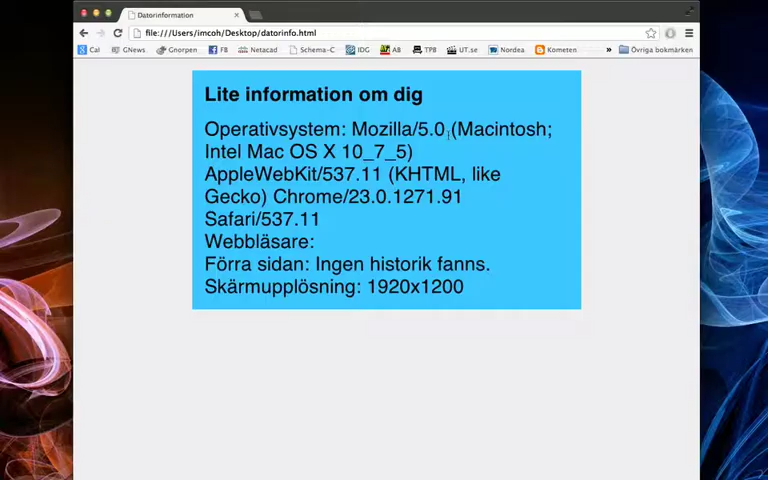 Datorinformation
file:///Users/imcoh/Desktop/datorinfo.html
Cal GNews Gnorpen FB Netacad Schema-C IDG AB TPB UT.se Nordea Kometen » Övriga bokmärken
Lite information om dig
Operativsystem: Mozilla/5.0 (Macintosh;
Intel Mac OS X 10_7_5)
AppleWebKit/537.11 (KHTML, like
Gecko) Chrome/23.0.1271.91
Safari/537.11
Webbläsare:
Förra sidan: Ingen historik fanns.
Skärmupplösning: 1920x1200